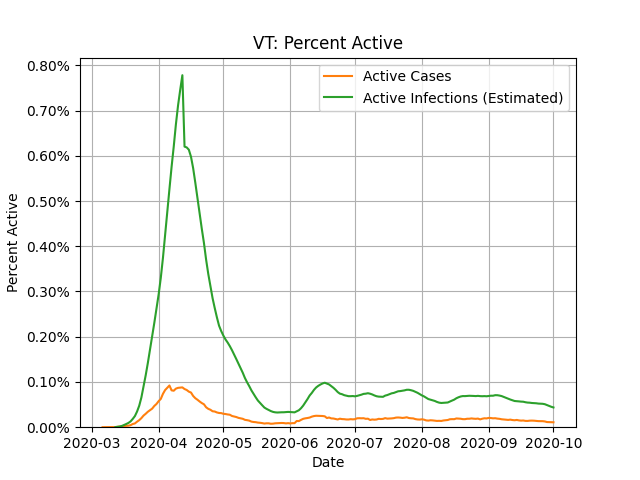 VT: Percent Active
Active Cases
Active Infections (Estimated)
Percent Active
0.80%
0.70%
0.60%
0.50%
0.40%
0.30%
0.20%
0.10%
0.00%
2020-03 2020-04 2020-05 2020-06 2020-07 2020-08 2020-09 2020-10
Date